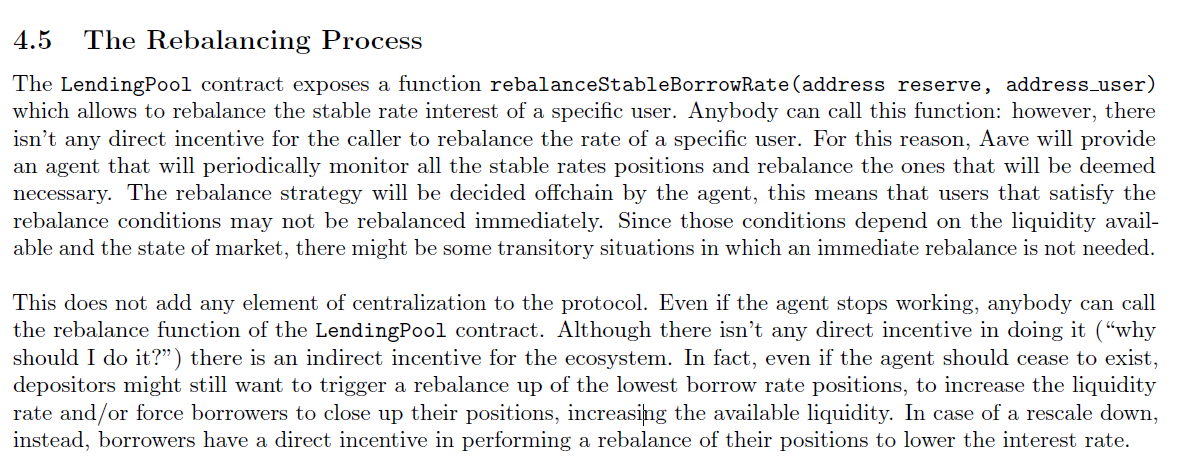 4.5 The Rebalancing Process
The LendingPool contract exposes a function rebalanceStableBorrowRate(address reserve, address_user)
which allows to rebalance the stable rate interest of a specific user. Anybody can call this function: however, there
isn't any direct incentive for the caller to rebalance the rate of a specific user. For this reason, Aave will provide
an agent that will periodically monitor all the stable rates positions and rebalance the ones that will be deemed
necessary. The rebalance strategy will be decided offchain by the agent, this means that users that satisfy the
rebalance conditions may not be rebalanced immediately. Since those conditions depend on the liquidity avail-
able and the state of market, there might be some transitory situations in which an immediate rebalance is not needed.
This does not add any element of centralization to the protocol. Even if the agent stops working, anybody can call
the rebalance function of the LendingPool contract. Although there isn't any direct incentive in doing it (“why
should I do it?”) there is an indirect incentive for the ecosystem. In fact, even if the agent should cease to exist,
depositors might still want to trigger a rebalance up of the lowest borrow rate positions, to increase the liquidity
rate and/or force borrowers to close up their positions, increasing the available liquidity. In case of a rescale down,
instead, borrowers have a direct incentive in performing a rebalance of their positions to lower the interest rate.